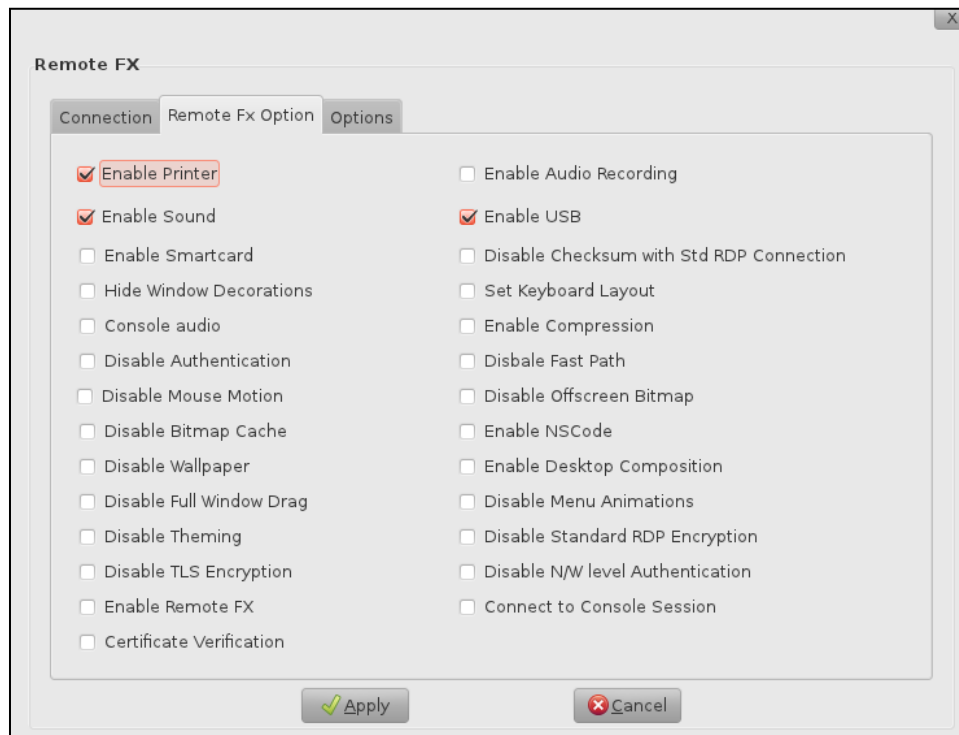 X
Remote FX
Connection Remote Fx Option Options
Enable Printer Enable Audio Recording
Enable Sound Enable USB
Enable Smartcard Disable Checksum with Std RDP Connection
Hide Window Decorations Set Keyboard Layout
Console audio Enable Compression
Disable Authentication Disbale Fast Path
Disable Mouse Motion Disable Offscreen Bitmap
Disable Bitmap Cache Enable NSCode
Disable Wallpaper Enable Desktop Composition
Disable Full Window Drag Disable Menu Animations
Disable Theming Disable Standard RDP Encryption
Disable TLS Encryption Disable N/W level Authentication
Enable Remote FX Connect to Console Session
Certificate Verification
Apply Cancel